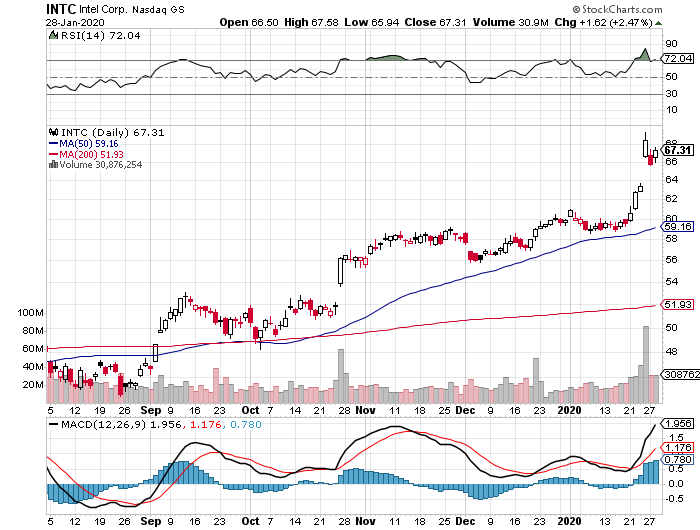 INTC Intel Corp. Nasdaq GS © StockCharts.com
28-Jan-2020 Open 66.50 High 67.58 Low 65.94 Close 67.31 Volume 30.9M Chg +1.62 (+2.47%)
RSI(14) 72.04
90
72.04
50
30
10
INTC (Daily) 67.31
MA(50) 59.16
MA(200) 51.93
Volume 30,876,254
68
67.31
66
64
62
60
59.16
58
56
54
51.93
50
48
100M
80M
60M
40M
20M
308762
5 12 19 26 Sep 9 16 23 Oct 7 14 21 28 Nov 11 18 25 Dec 9 16 23 2020 13 21 27
MACD(12,26,9) 1.956, 1.176, 0.780
1.956
1.5
1.176
0.780
0.5
0.0
-0.5
5 12 19 26 Sep 9 16 23 Oct 7 14 21 28 Nov 11 18 25 Dec 9 16 23 2020 13 21 27